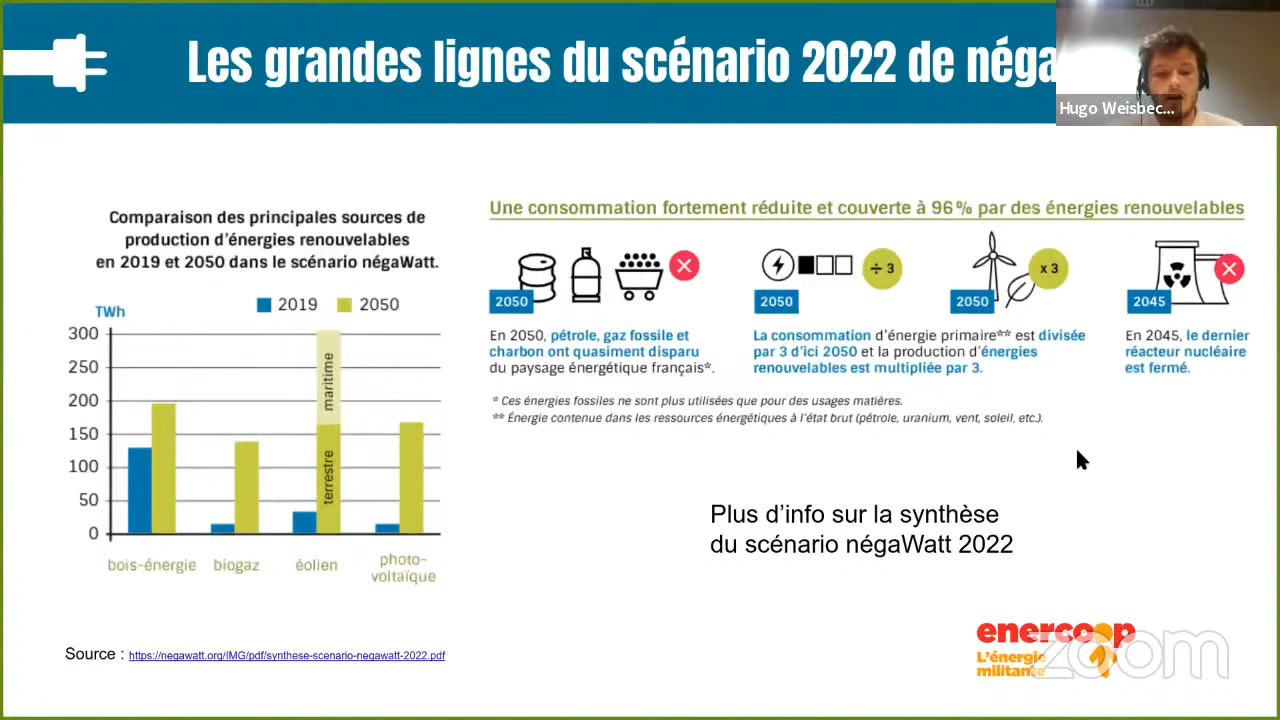 Les grandes lignes du scénario 2022 de néga
Hugo Weisbec...
Comparaison des principales sources de
production d'énergies renouvelables
en 2019 et 2050 dans le scénario négaWatt.
TWh
2019
2050
300
250
200
150
100
50
0
maritime
terrestre
bois-énergie
biogaz
éolien
photo-
voltaïque
Une consommation fortement réduite et couverte à 96% par des énergies renouvelables
2050
En 2050, pétrole, gaz fossile et
charbon ont quasiment disparu
du paysage énergétique français*.
÷ 3
2050
x 3
2050
La consommation d'énergie primaire** est divisée
par 3 d'ici 2050 et la production d'énergies
renouvelables est multipliée par 3.
2045
En 2045, le dernier
réacteur nucléaire
est fermé.
* Ces énergies fossiles ne sont plus utilisées que pour des usages matières.
** Énergie contenue dans les ressources énergétiques à l'état brut (pétrole, uranium, vent, soleil, etc.).
Plus d'info sur la synthèse
du scénario négaWatt 2022
Source : https://negawatt.org/IMG/pdf/synthese-scenario-negawatt-2022.pdf
enercoop
L'énergie
militante
zoom